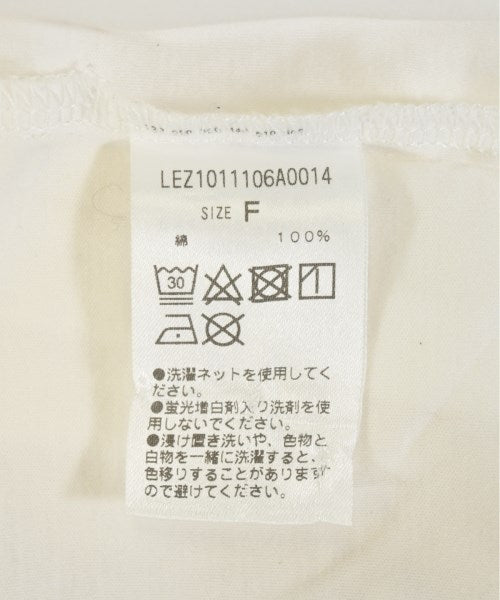 LEZ1011106A0014
SIZE F
綿 100%
30
●洗濯ネットを使用してく
ださい。
●蛍光増白剤入り洗剤を使
用しないでください。
●浸け置き洗いや、色物と
白物を一緒に洗濯すると、
色移りすることがあります
ので避けてください。